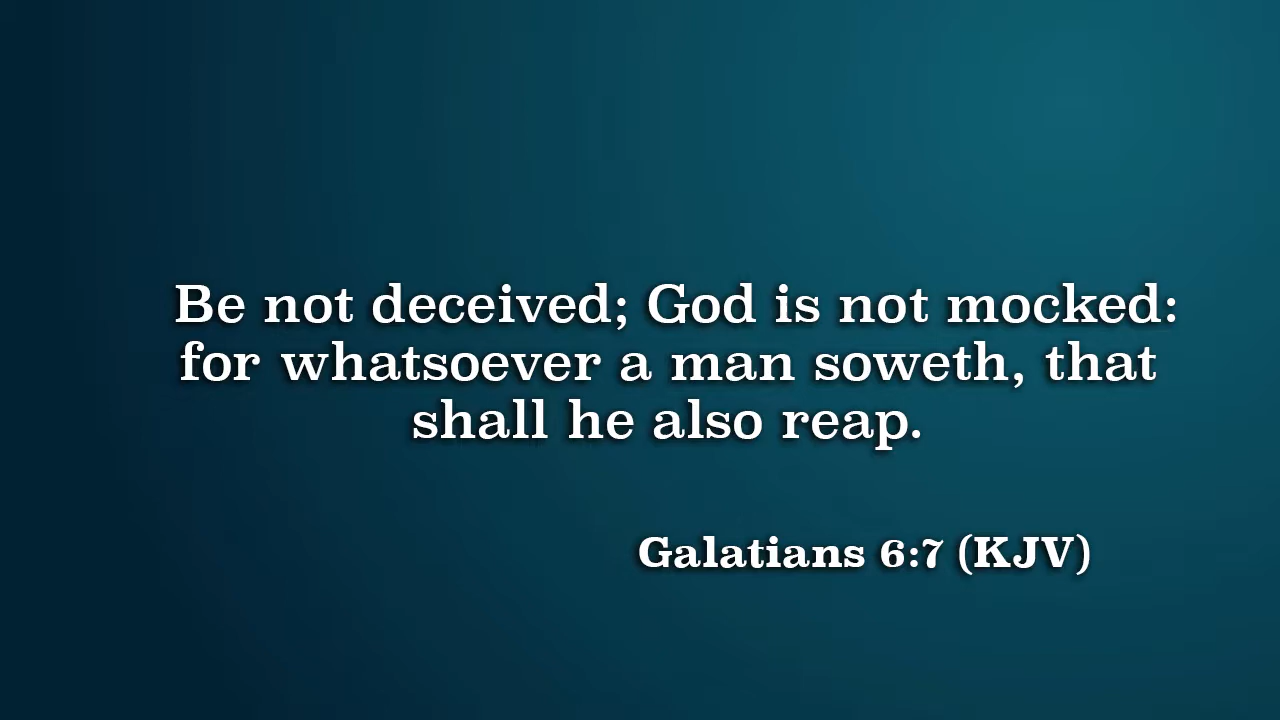 Be not deceived; God is not mocked:
for whatsoever a man soweth, that
shall he also reap.
Galatians 6:7 (KJV)